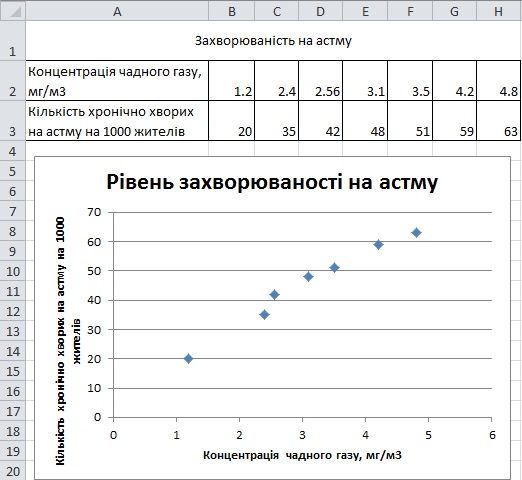 A B C D E F G H
1 Захворюваність на астму
Концентрація чадного газу,
2 мг/м3 1.2 2.4 2.56 3.1 3.5 4.2 4.8
Кількість хронічно хворих
3 на астму на 1000 жителів 20 35 42 48 51 59 63
4
5
6
7
8
9
10
11
12
13
14
15
16
17
18
19
20
Рівень захворюваності на астму
Кількість хронічно хворих на астму на 1000
жителів
70
60
50
40
30
20
10
0
0 1 2 3 4 5 6
Концентрація чадного газу, мг/м3